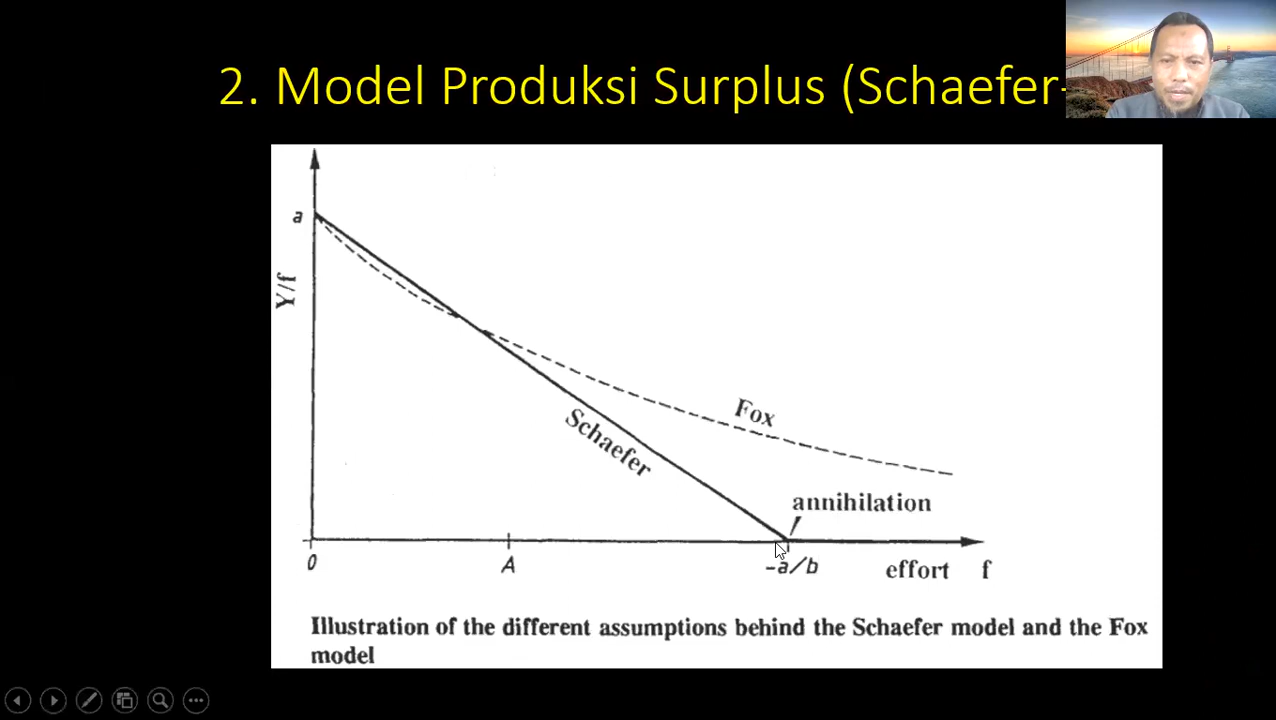 2. Model Produksi Surplus (Schaefer-
a
Y/f
Fox
Schaefer
annihilation
0
A
-a/b
effort f
Illustration of the different assumptions behind the Schaefer model and the Fox
model